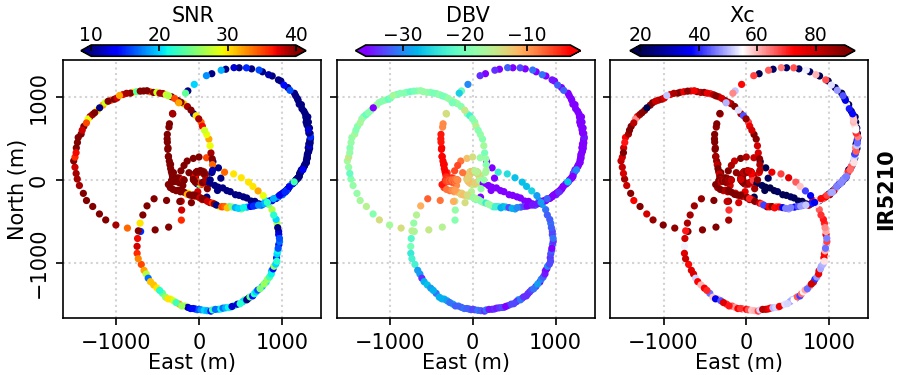 SNR DBV Xc
10 20 30 40 −30 −20 −10 20 40 60 80
North (m)
1000
0
−1000
−1000 0 1000 −1000 0 1000 −1000 0 1000
East (m) East (m) East (m)
IR5210